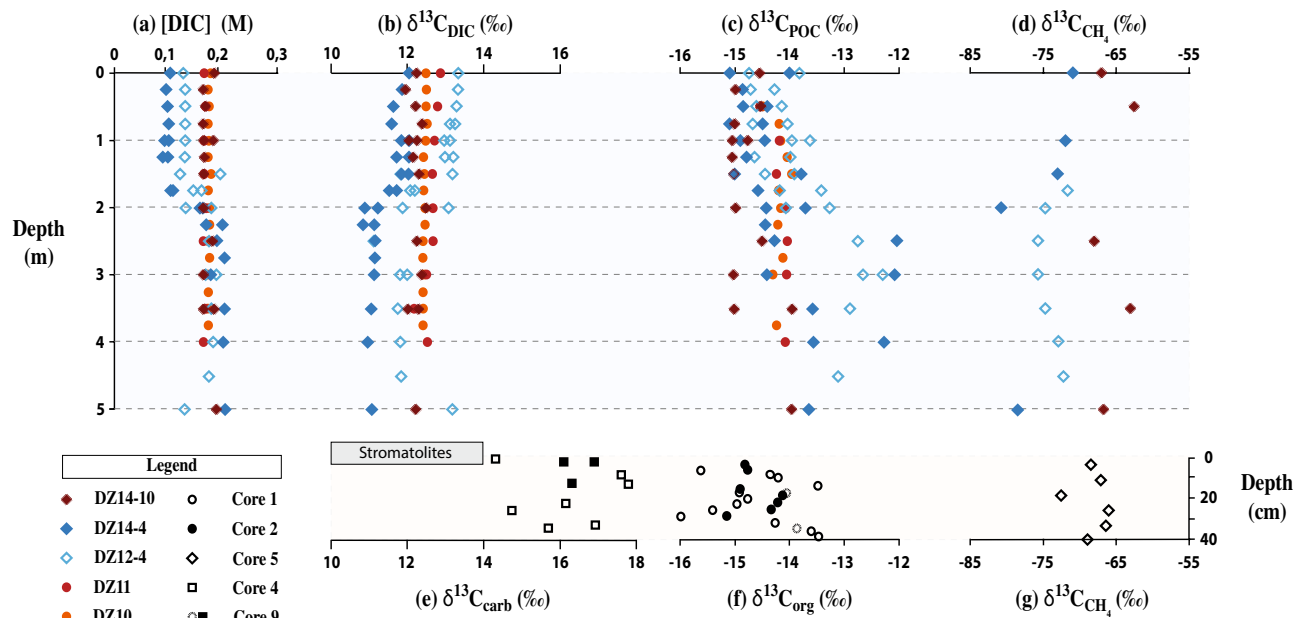 (a) [DIC] (M) (b) δ13CDIC (‰) (c) δ13CPOC (‰) (d) δ13CCH4 (‰)
0 0,1 0,2 0,3 10 12 14 16 -16 -15 -14 -13 -12 -85 -75 -65 -55
0
1
2
3
4
5
Depth
(m)
Stromatolites
0
20
40
Depth
(cm)
10 12 14 16 18 -16 -15 -14 -13 -12 -85 -75 -65 -55
(e) δ13Ccarb (‰) (f) δ13Corg (‰) (g) δ13CCH4 (‰)
Legend
DZ14-10 Core 1
DZ14-4 Core 2
DZ12-4 Core 5
DZ11 Core 4
DZ10 Core 9